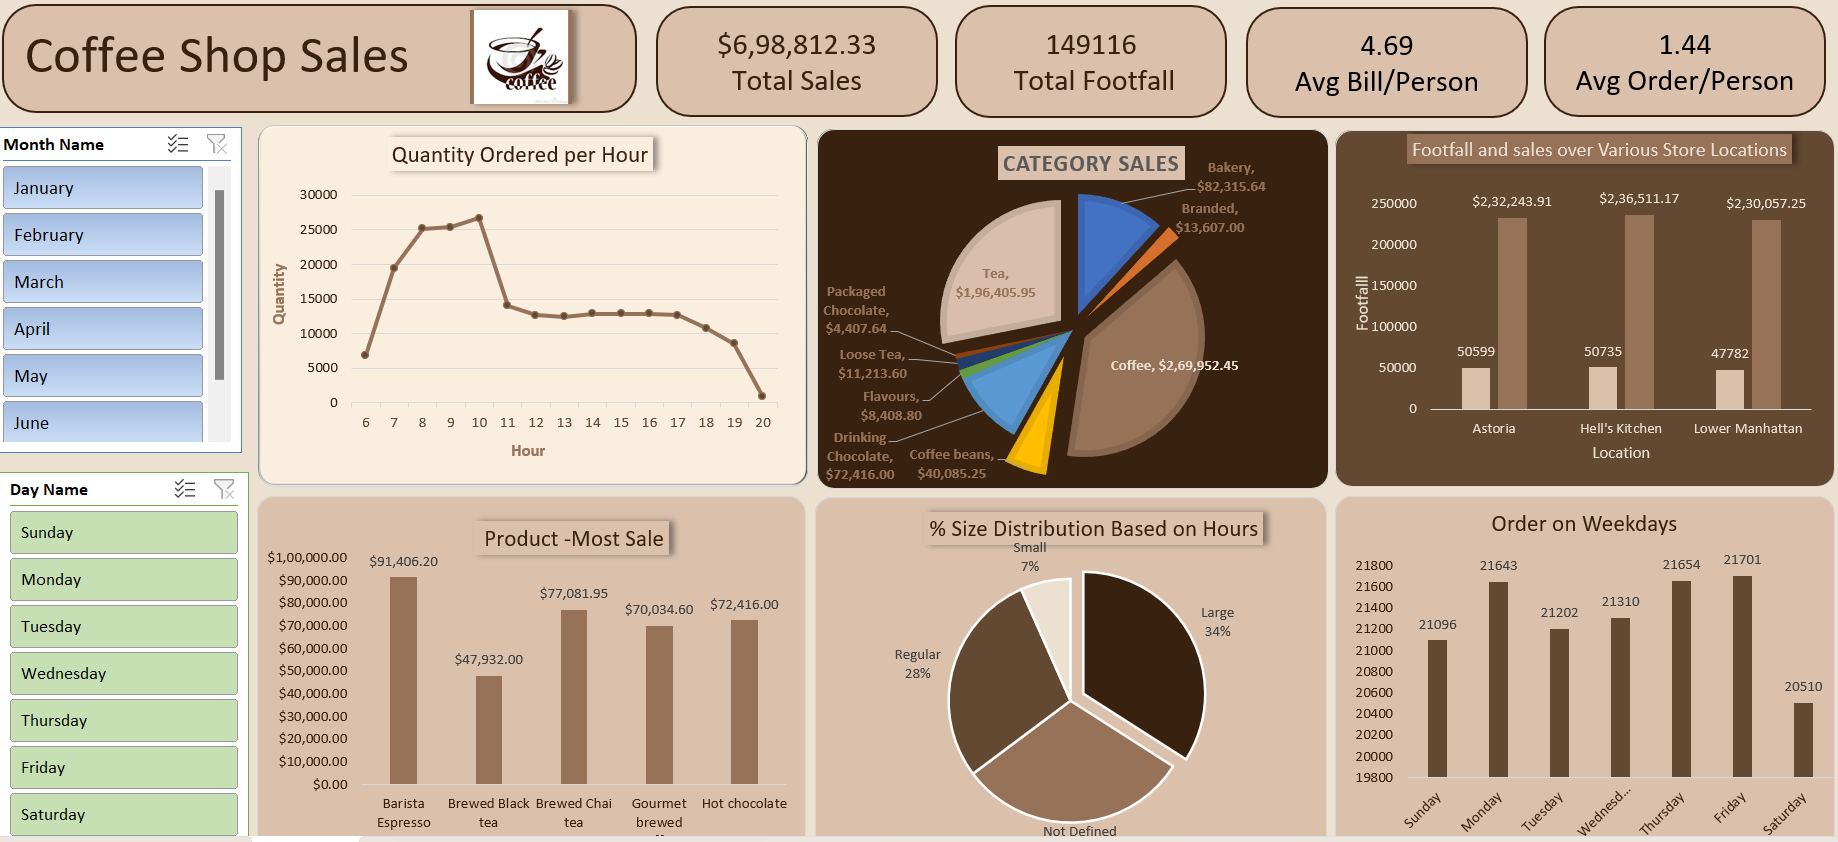 Coffee Shop Sales
coffee
$6,98,812.33
Total Sales
149116
Total Footfall
4.69
Avg Bill/Person
1.44
Avg Order/Person
Month Name
January
February
March
April
May
June
Day Name
Sunday
Monday
Tuesday
Wednesday
Thursday
Friday
Saturday
Quantity Ordered per Hour
30000
25000
20000
15000
10000
5000
0
Quantity
6 7 8 9 10 11 12 13 14 15 16 17 18 19 20
Hour
CATEGORY SALES
Bakery,
$82,315.64
Branded,
$13,607.00
Tea,
$1,96,405.95
Packaged
Chocolate,
$4,407.64
Loose Tea,
$11,213.60
Flavours,
$8,408.80
Drinking
Chocolate,
$72,416.00
Coffee beans,
$40,085.25
Coffee, $2,69,952.45
Footfall and sales over Various Store Locations
250000
200000
150000
100000
50000
0
Footfalll
$2,32,243.91
$2,36,511.17
$2,30,057.25
50599
50735
47782
Astoria
Hell's Kitchen
Lower Manhattan
Location
Product -Most Sale
$1,00,000.00
$90,000.00
$80,000.00
$70,000.00
$60,000.00
$50,000.00
$40,000.00
$30,000.00
$20,000.00
$10,000.00
$0.00
$91,406.20
$47,932.00
$77,081.95
$70,034.60
$72,416.00
Barista
Espresso
Brewed Black
tea
Brewed Chai
tea
Gourmet
brewed
Hot chocolate
% Size Distribution Based on Hours
Small
7%
Large
34%
Regular
28%
Not Defined
Order on Weekdays
21800
21600
21400
21200
21000
20800
20600
20400
20200
20000
19800
21096
21643
21202
21310
21654
21701
20510
Sunday
Monday
Tuesday
Wednesd...
Thursday
Friday
Saturday